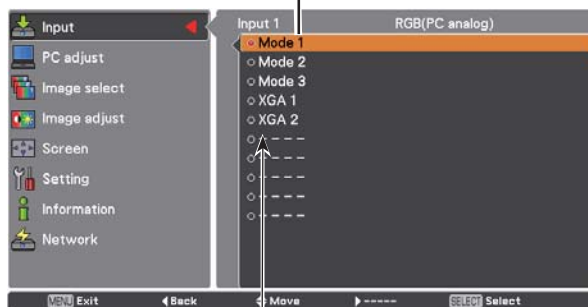 Input
PC adjust
Image select
Image adjust
Screen
Setting
Information
Network
Input 1 RGB(PC analog)
Mode 1
Mode 2
Mode 3
XGA 1
XGA 2
- - - -
- - - -
- - - -
- - - -
- - - -
MENU Exit Back Move ----- SELECT Select